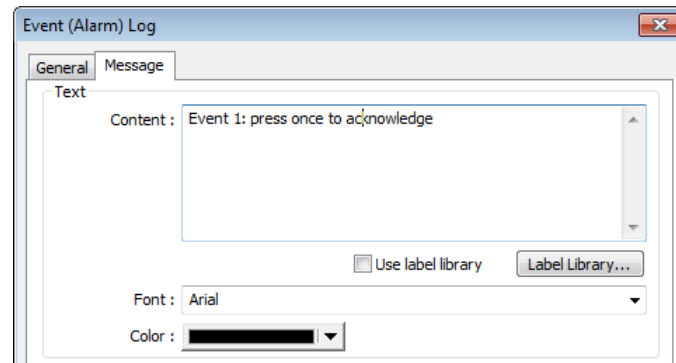 Event (Alarm) Log
General Message
Text
Content : Event 1: press once to acknowledge
Use label library Label Library...
Font : Arial
Color :